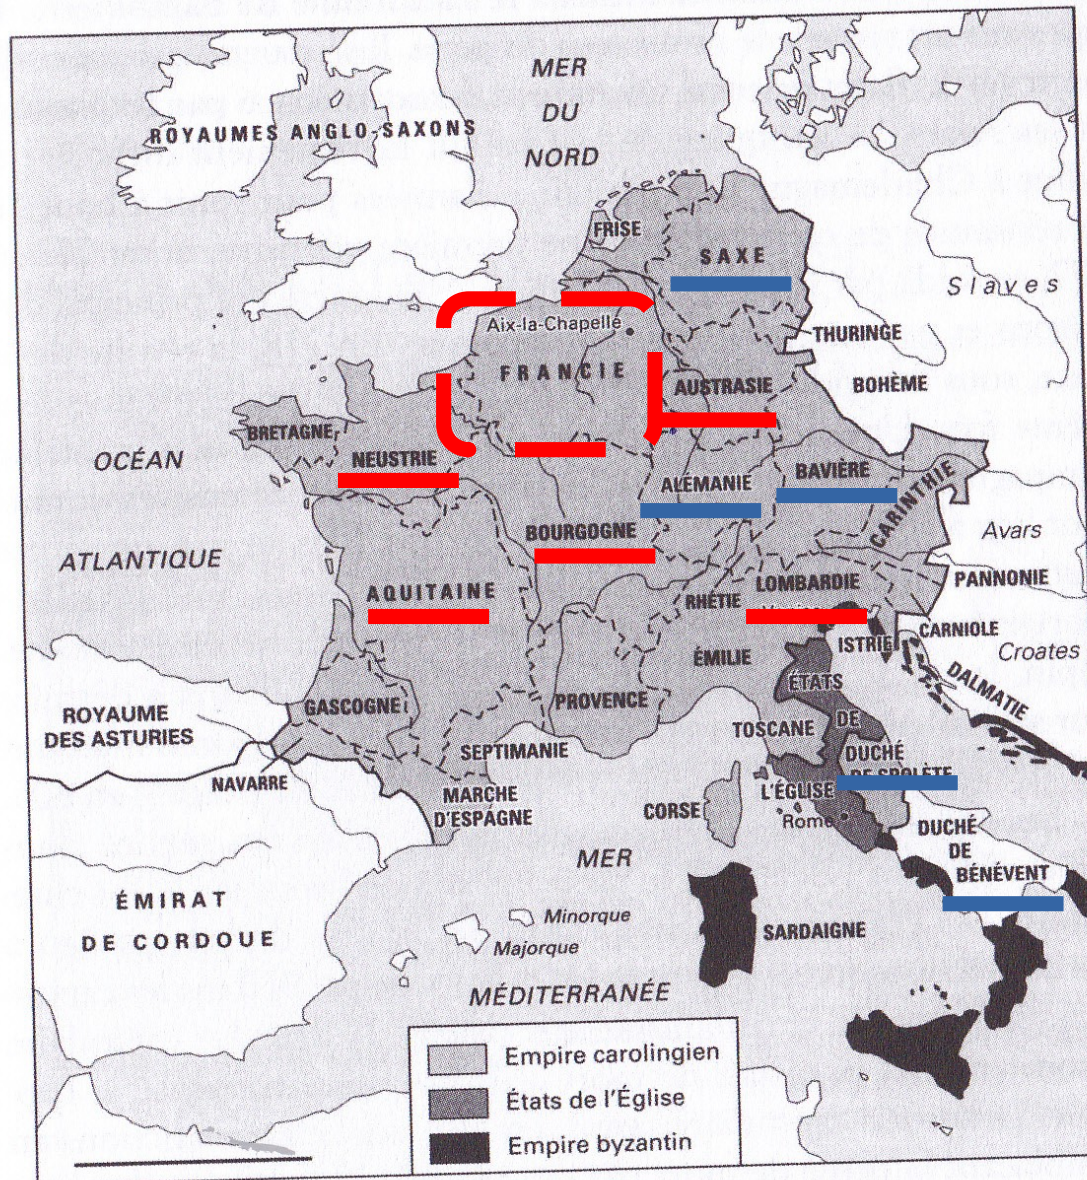 MER
DU
NORD
ROYAUMES ANGLO-SAXONS
FRISE
SAXE
Slaves
Aix-la-Chapelle
THURINGE
FRANCIE
AUSTRASIE
BOHÈME
BRETAGNE
NEUSTRIE
OCÉAN
ATLANTIQUE
ALÉMANIE
BAVIÈRE
CARINTHIE
BOURGOGNE
Avars
AQUITAINE
RHÉTIE
LOMBARDIE
PANNONIE
ISTRIE
CARNIOLE
Croates
ÉMILIE
DALMATIE
GASCOGNE
PROVENCE
ÉTATS
DE
L'ÉGLISE
ROYAUME
DES ASTURIES
TOSCANE
DUCHÉ
DE SPOLÈTE
SEPTIMANIE
NAVARRE
MARCHE
D'ESPAGNE
CORSE
Rome
DUCHÉ
DE
BÉNÉVENT
MER
MÉDITERRANÉE
ÉMIRAT
DE CORDOUE
Minorque
Majorque
SARDAIGNE
Empire carolingien
États de l'Église
Empire byzantin